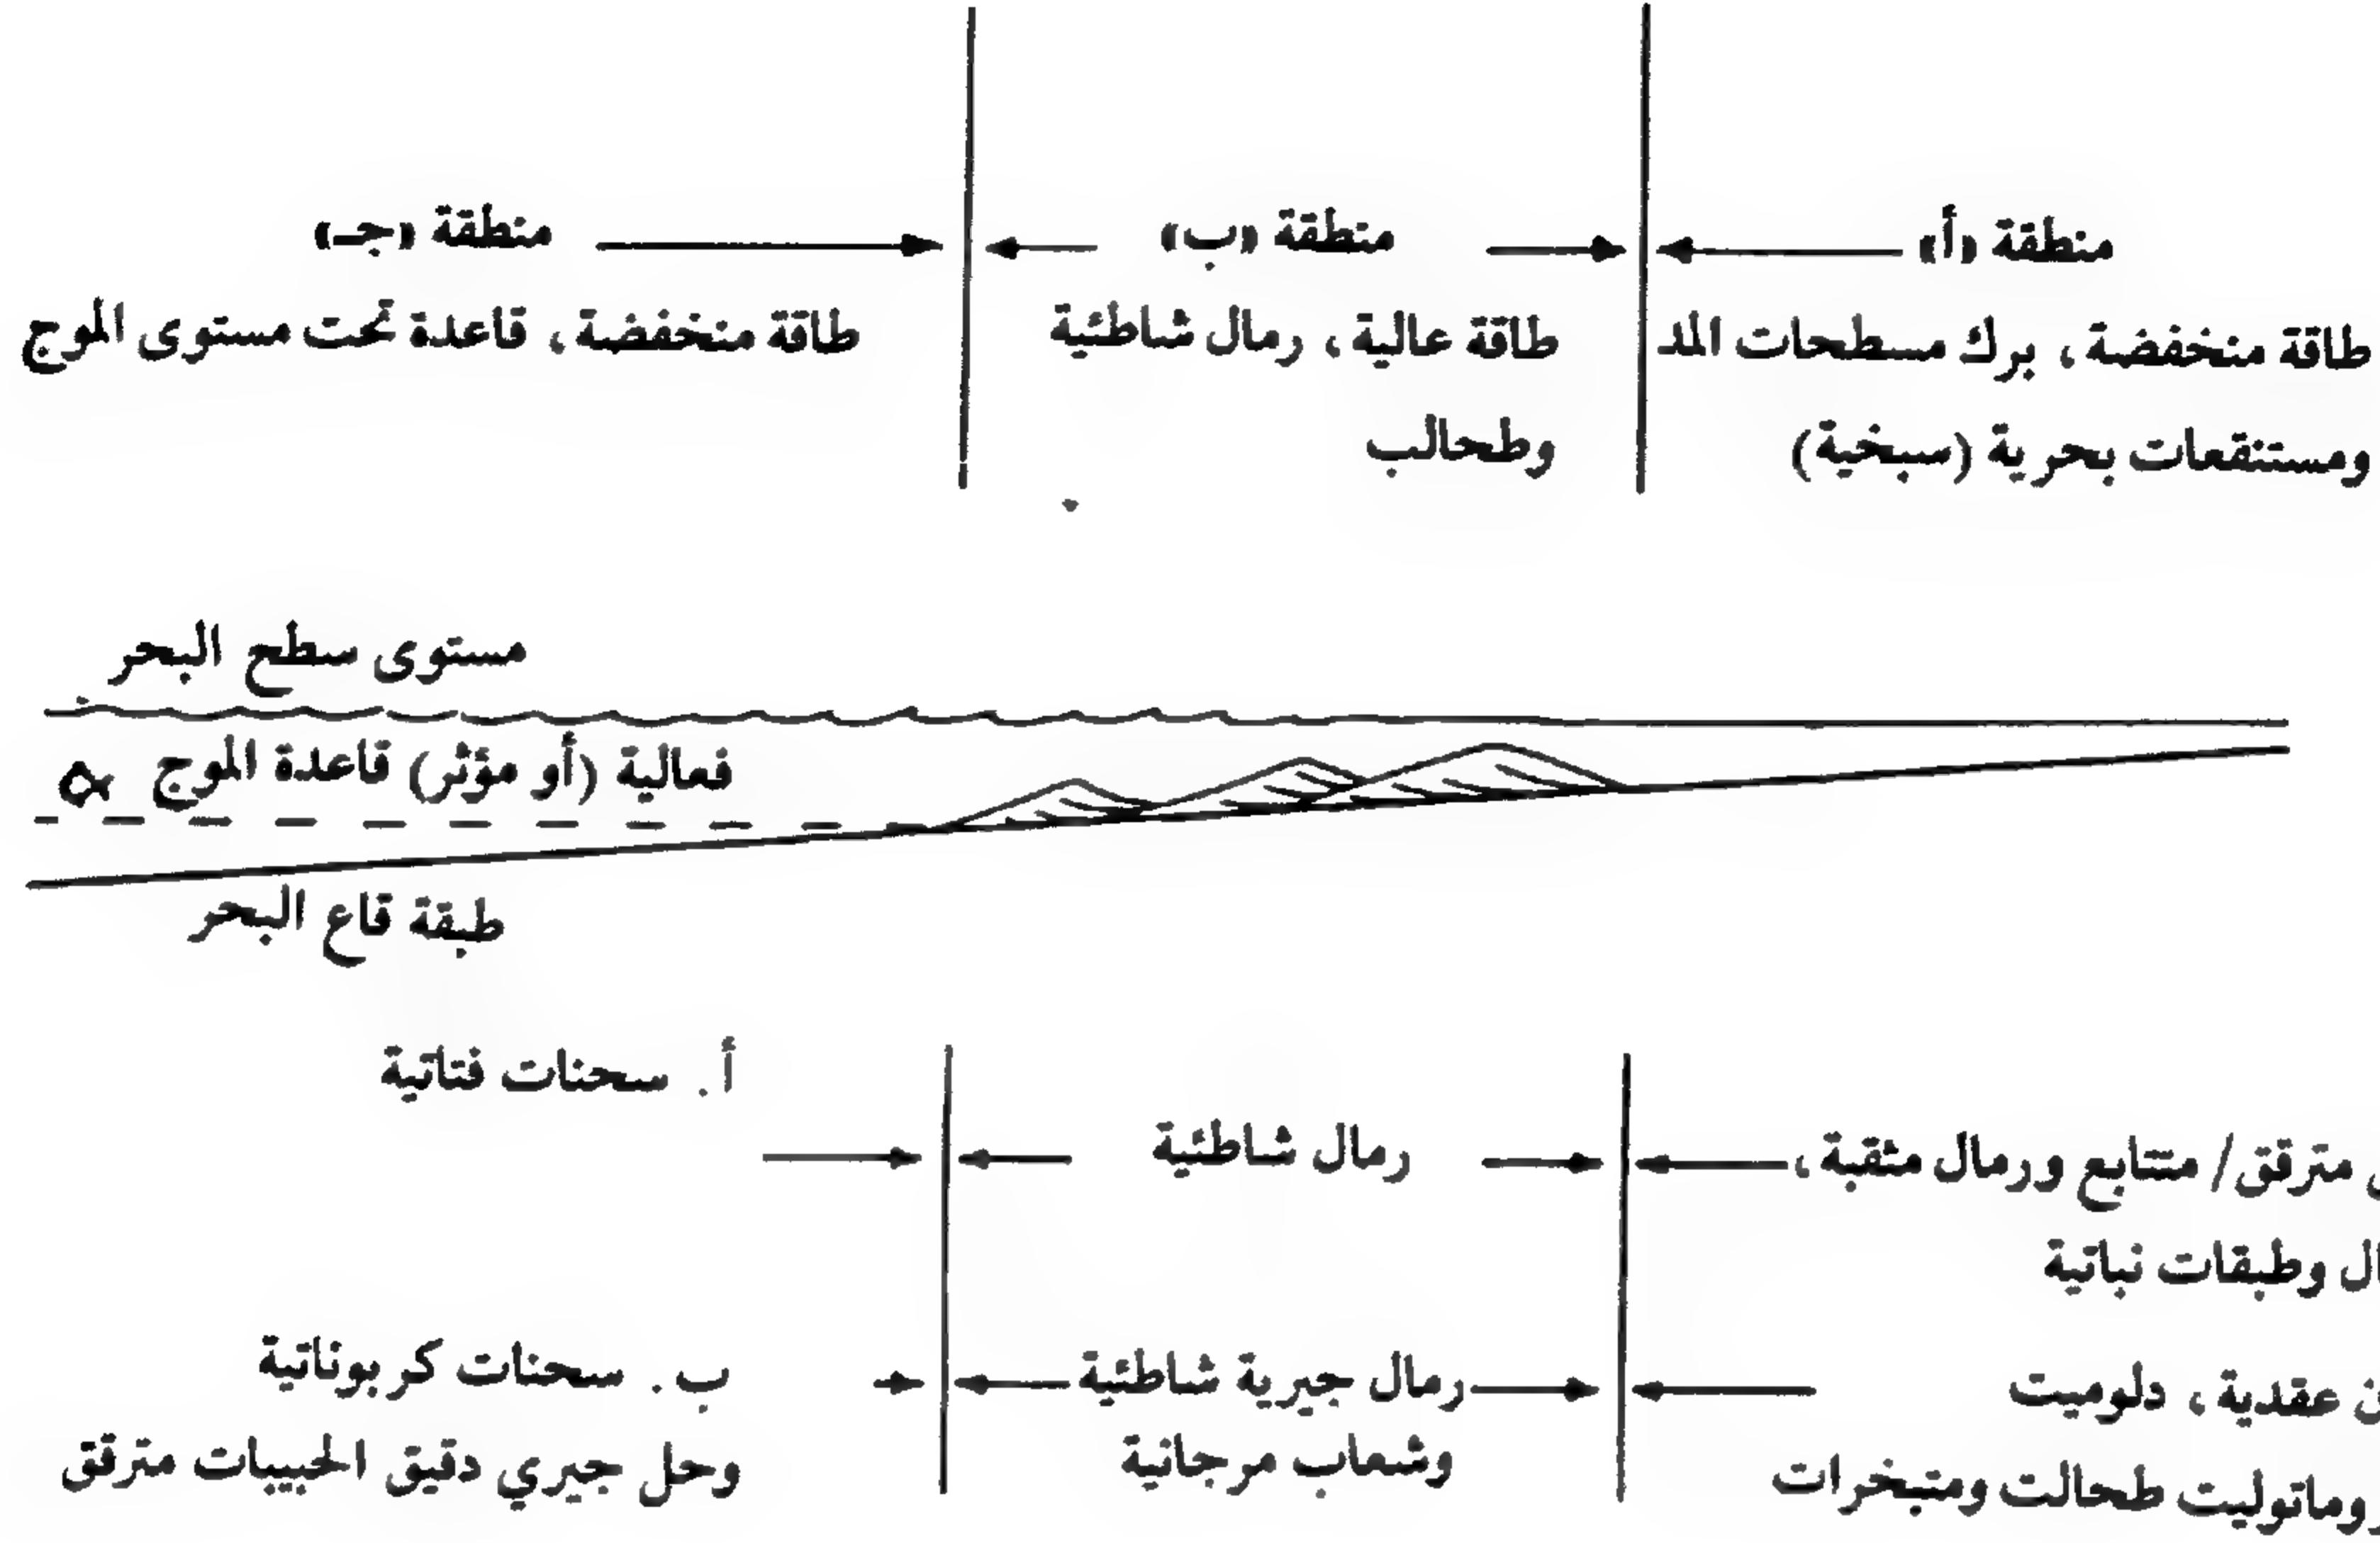 منطقة «أ»
طاقة منخفضة، برك مسطحات المد
ومستنقعات بحرية (سبخية)
منطقة «ب»
طاقة عالية، رمال شاطئية
وطحالب
منطقة «جـ»
طاقة منخفضة، قاعدة تحت مستوى الموج
مستوى سطح البحر
فعالية (أو مؤثر) قاعدة الموج
طبقة قاع البحر
مترقق/ متتابع ورمال مثقبة،
وطبقات نباتية
رمال شاطئية
أ. سحنات فتاتية
عقدية، دلوميت
طحالت ومتبخرات
رمال جيرية شاطئية
وشعاب مرجانية
ب. سحنات كربوناتية
وحل جيري دقيق الحبيبات مترقق